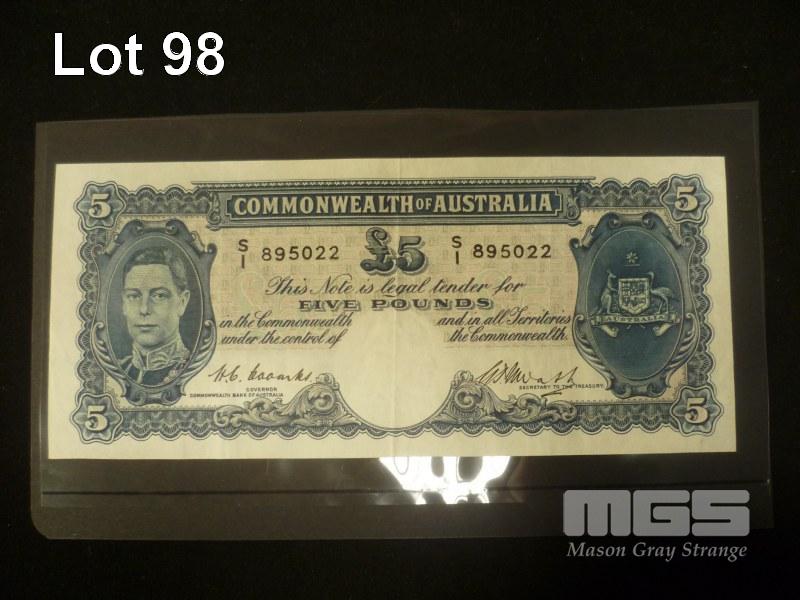 Lot 98
5 COMMONWEALTH OF AUSTRALIA 5
S/1 895022 £5 S/1 895022
This Note is legal tender for
FIVE POUNDS
in the Commonwealth and in all Territories
under the control of the Commonwealth.
AUSTRALIA
GOVERNOR
COMMONWEALTH BANK OF AUSTRALIA
SECRETARY TO THE TREASURY
5 5
MGS
Mason Gray Strange